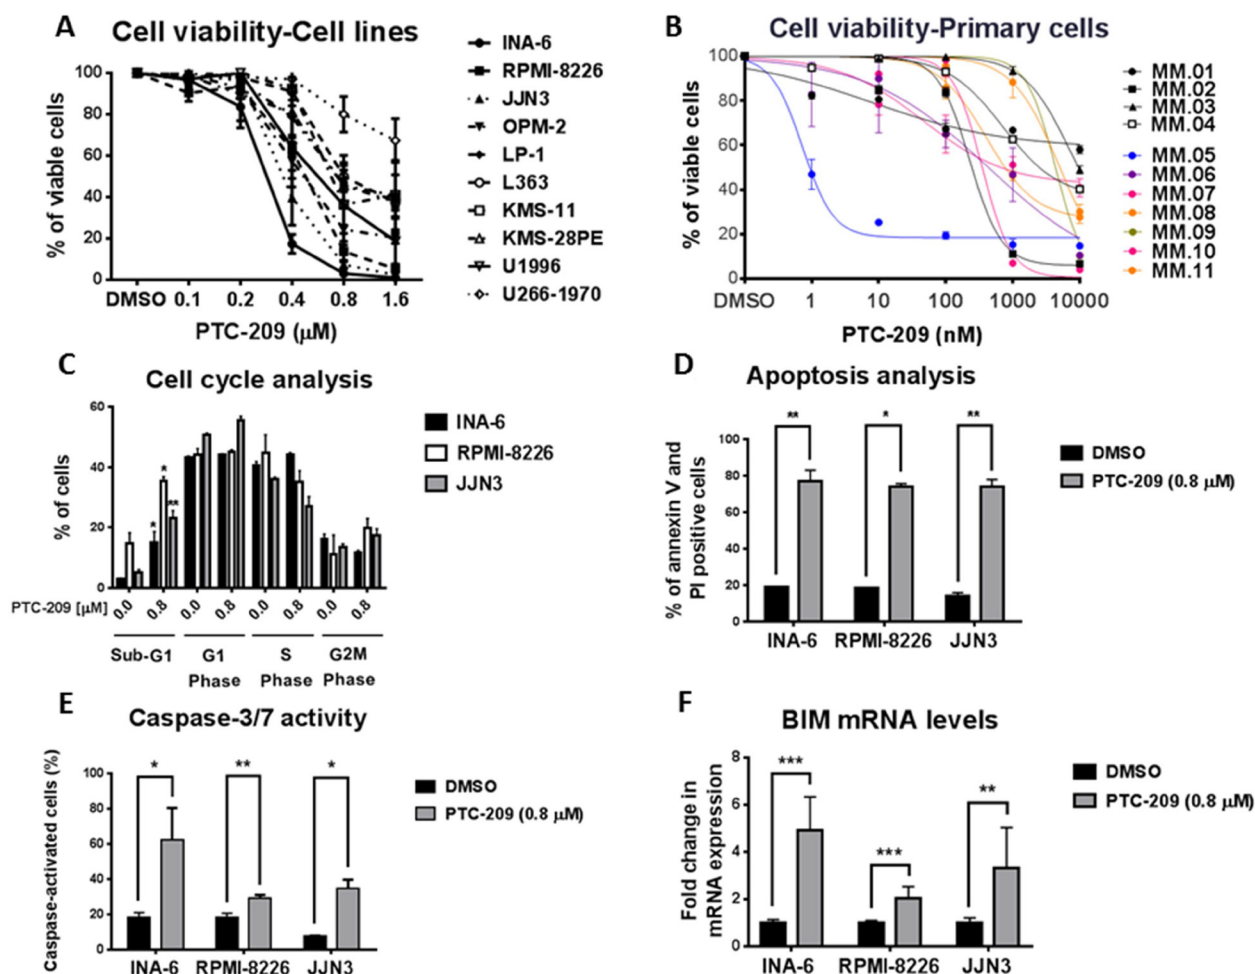 A Cell viability-Cell lines
% of viable cells
100
80
60
40
20
0
DMSO 0.1 0.2 0.4 0.8 1.6
PTC-209 (μM)
INA-6
RPMI-8226
JJN3
OPM-2
LP-1
L363
KMS-11
KMS-28PE
U1996
U266-1970
B Cell viability-Primary cells
% of viable cells
100
80
60
40
20
0
DMSO 1 10 100 1000 10000
PTC-209 (nM)
MM.01
MM.02
MM.03
MM.04
MM.05
MM.06
MM.07
MM.08
MM.09
MM.10
MM.11
C Cell cycle analysis
% of cells
60
40
20
0
* * **
PTC-209 [μM] 0.0 0.8 0.0 0.8 0.0 0.8 0.0 0.8
Sub-G1 G1 S G2M
Phase Phase Phase
INA-6
RPMI-8226
JJN3
D Apoptosis analysis
% of annexin V and
PI positive cells
100
80
60
40
20
0
** * **
INA-6 RPMI-8226 JJN3
DMSO
PTC-209 (0.8 μM)
E Caspase-3/7 activity
Caspase-activated cells (%)
100
80
60
40
20
0
* ** *
INA-6 RPMI-8226 JJN3
DMSO
PTC-209 (0.8 μM)
F BIM mRNA levels
Fold change in
mRNA expression
8
6
4
2
0
*** *** **
INA-6 RPMI-8226 JJN3
DMSO
PTC-209 (0.8 μM)